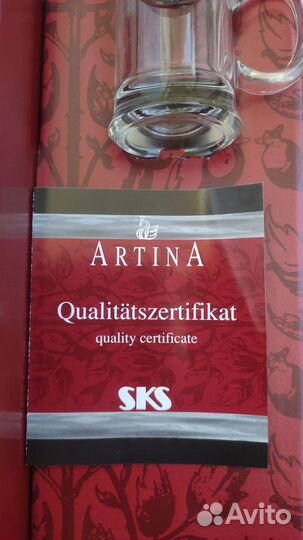 ARTINA
Qualitätszertifikat
quality certificate
SKS
Avito